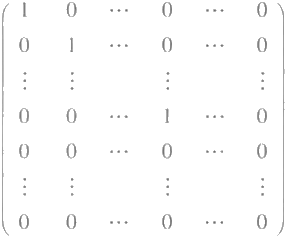 1 0 ⋯ 0 ⋯ 0
0 1 ⋯ 0 ⋯ 0
⋮ ⋮ ⋮ ⋮
0 0 ⋯ 1 ⋯ 0
0 0 ⋯ 0 ⋯ 0
⋮ ⋮ ⋮ ⋮
0 0 ⋯ 0 ⋯ 0